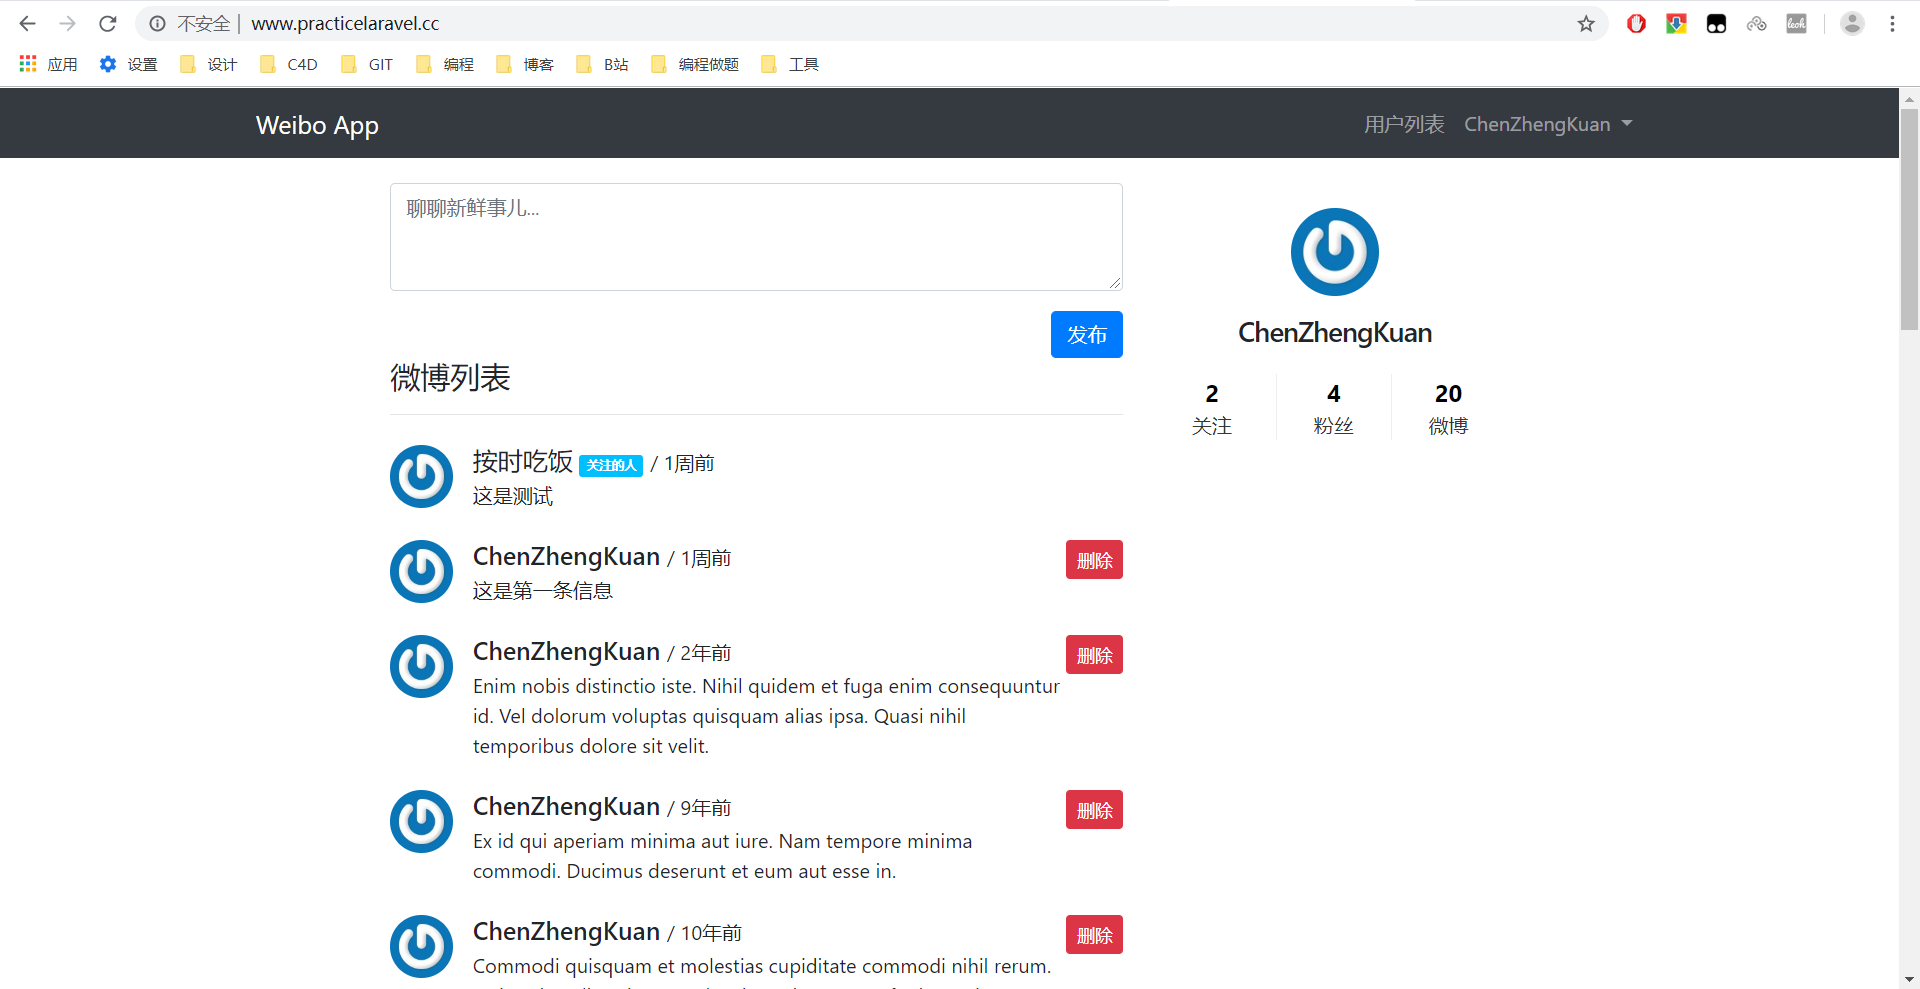 不安全 | www.practicelaravel.cc
应用 设置 设计 C4D GIT 编程 博客 B站 编程做题 工具
Weibo App 用户列表 ChenZhengKuan
聊聊新鲜事儿...
发布
ChenZhengKuan
2 4 20
关注 粉丝 微博
微博列表
按时吃饭 关注的人 / 1周前
这是测试
ChenZhengKuan / 1周前 删除
这是第一条信息
ChenZhengKuan / 2年前 删除
Enim nobis distinctio iste. Nihil quidem et fuga enim consequuntur
id. Vel dolorum voluptas quisquam alias ipsa. Quasi nihil
temporibus dolore sit velit.
ChenZhengKuan / 9年前 删除
Ex id qui aperiam minima aut iure. Nam tempore minima
commodi. Ducimus deserunt et eum aut esse in.
ChenZhengKuan / 10年前 删除
Commodi quisquam et molestias cupiditate commodi nihil rerum.